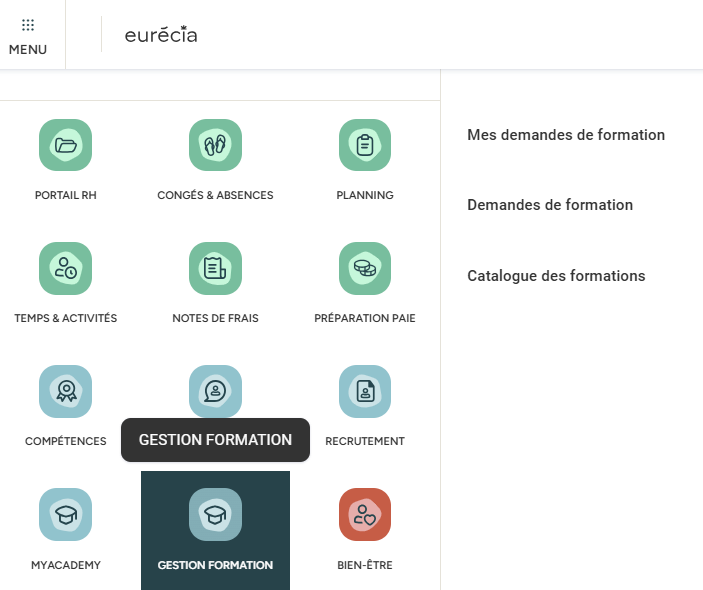 MENU
eurécia
PORTAIL RH
CONGÉS & ABSENCES
PLANNING
TEMPS & ACTIVITÉS
NOTES DE FRAIS
PRÉPARATION PAIE
COMPÉTENCES
GESTION FORMATION
RECRUTEMENT
MYACADEMY
GESTION FORMATION
BIEN-ÊTRE
Mes demandes de formation
Demandes de formation
Catalogue des formations